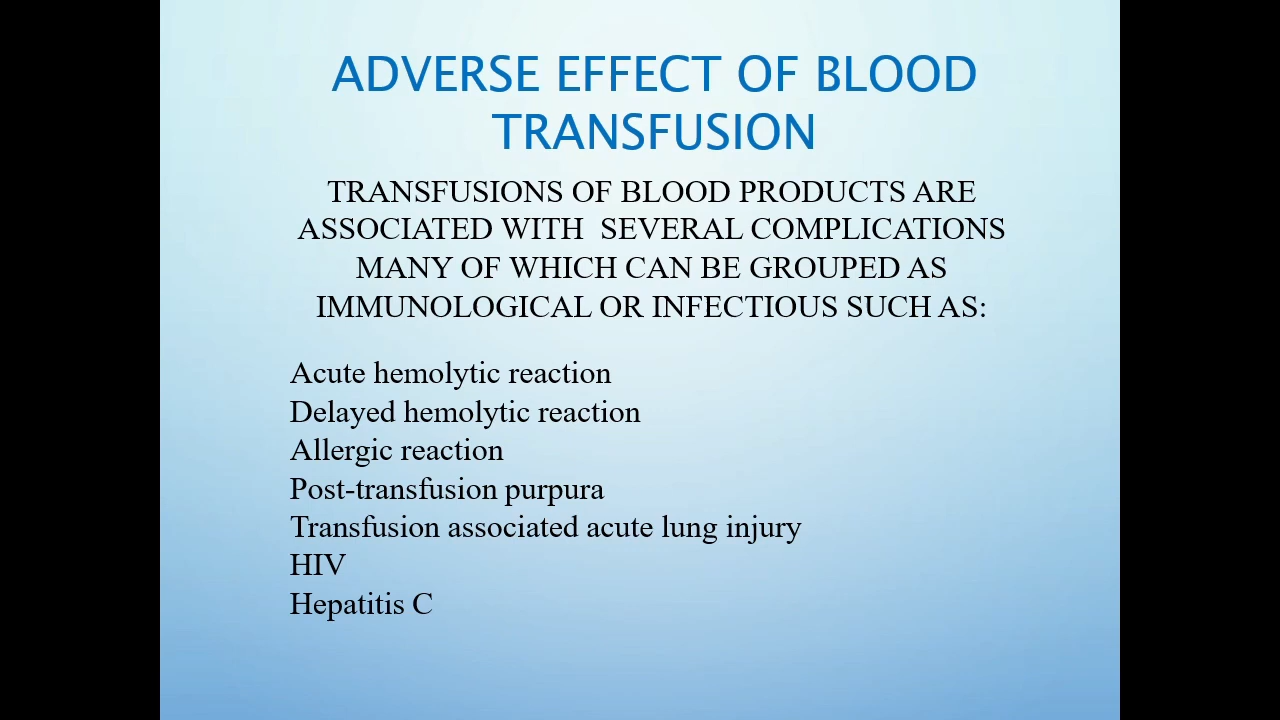 ADVERSE EFFECT OF BLOOD
TRANSFUSION
TRANSFUSIONS OF BLOOD PRODUCTS ARE
ASSOCIATED WITH  SEVERAL COMPLICATIONS
MANY OF WHICH CAN BE GROUPED AS
IMMUNOLOGICAL OR INFECTIOUS SUCH AS:
Acute hemolytic reaction
Delayed hemolytic reaction
Allergic reaction
Post-transfusion purpura
Transfusion associated acute lung injury
HIV
Hepatitis C